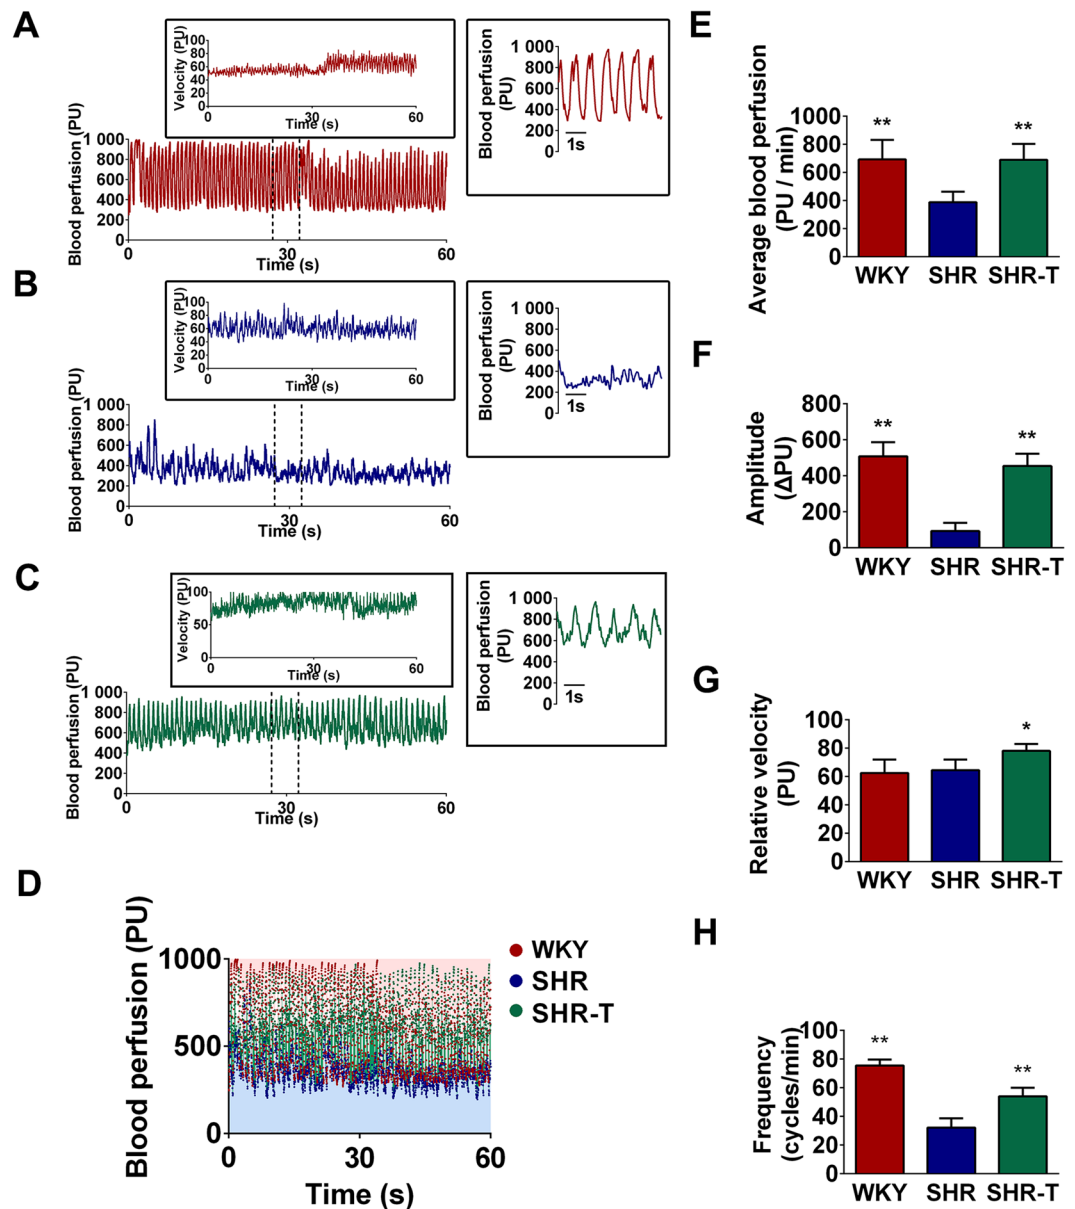 A
Velocity (PU)
100
80
60
40
20
0
0
30
60
Time (s)
Blood perfusion (PU)
1 000
800
600
400
200
0
0
30
60
Time (s)
Blood perfusion
(PU)
1 000
800
600
400
200
0
1s
B
Velocity (PU)
100
80
60
40
20
0
0
30
60
Time (s)
Blood perfusion (PU)
1 000
800
600
400
200
0
0
30
60
Time (s)
Blood perfusion
(PU)
1 000
800
600
400
200
0
1s
C
Velocity (PU)
100
50
0
0
30
60
Time (s)
Blood perfusion (PU)
1 000
800
600
400
200
0
0
30
60
Time (s)
Blood perfusion
(PU)
1 000
800
600
400
200
0
1s
D
Blood perfusion (PU)
1000
500
0
0
30
60
Time (s)
WKY
SHR
SHR-T
E
Average blood perfusion
(PU / min)
1000
800
600
400
200
0
**
**
WKY
SHR
SHR-T
F
Amplitude
(ΔPU)
800
600
400
200
0
**
**
WKY
SHR
SHR-T
G
Relative velocity
(PU)
100
80
60
40
20
0
*
WKY
SHR
SHR-T
H
Frequency
(cycles/min)
100
80
60
40
20
0
**
**
WKY
SHR
SHR-T